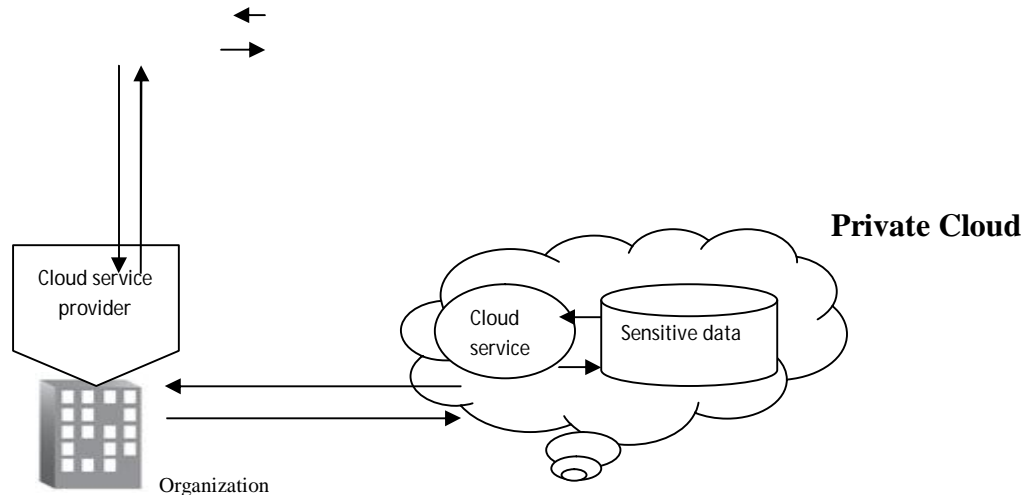 Private Cloud
Cloud service
provider
Cloud
service
Sensitive data
Organization